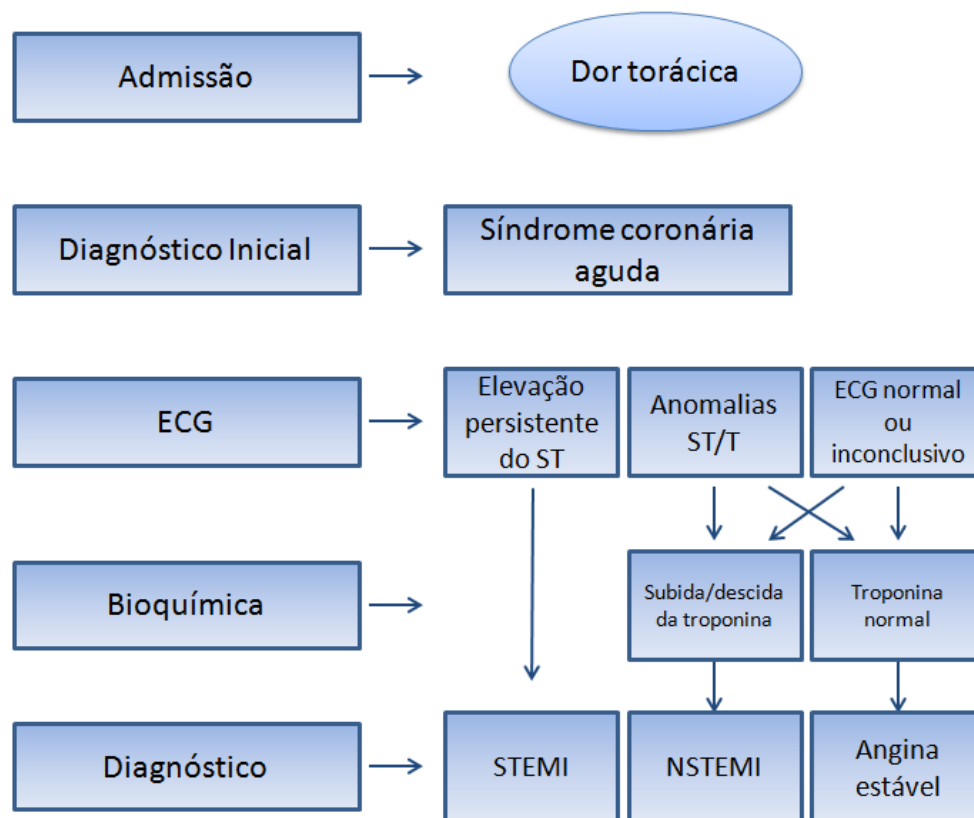 Admissão
Dor torácica
Diagnóstico Inicial
Síndrome coronária
aguda
ECG
Elevação
persistente
do ST
Anomalias
ST/T
ECG normal
ou
inconclusivo
Bioquímica
Subida/descida
da troponina
Troponina
normal
Diagnóstico
STEMI
NSTEMI
Angina
estável